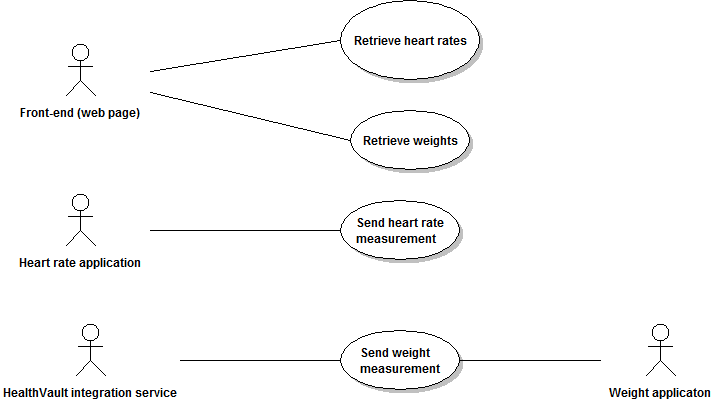 Retrieve heart rates
Front-end (web page)
Retrieve weights
Send heart rate
measurement
Heart rate application
Send weight
measurement
HealthVault integration service
Weight applicaton